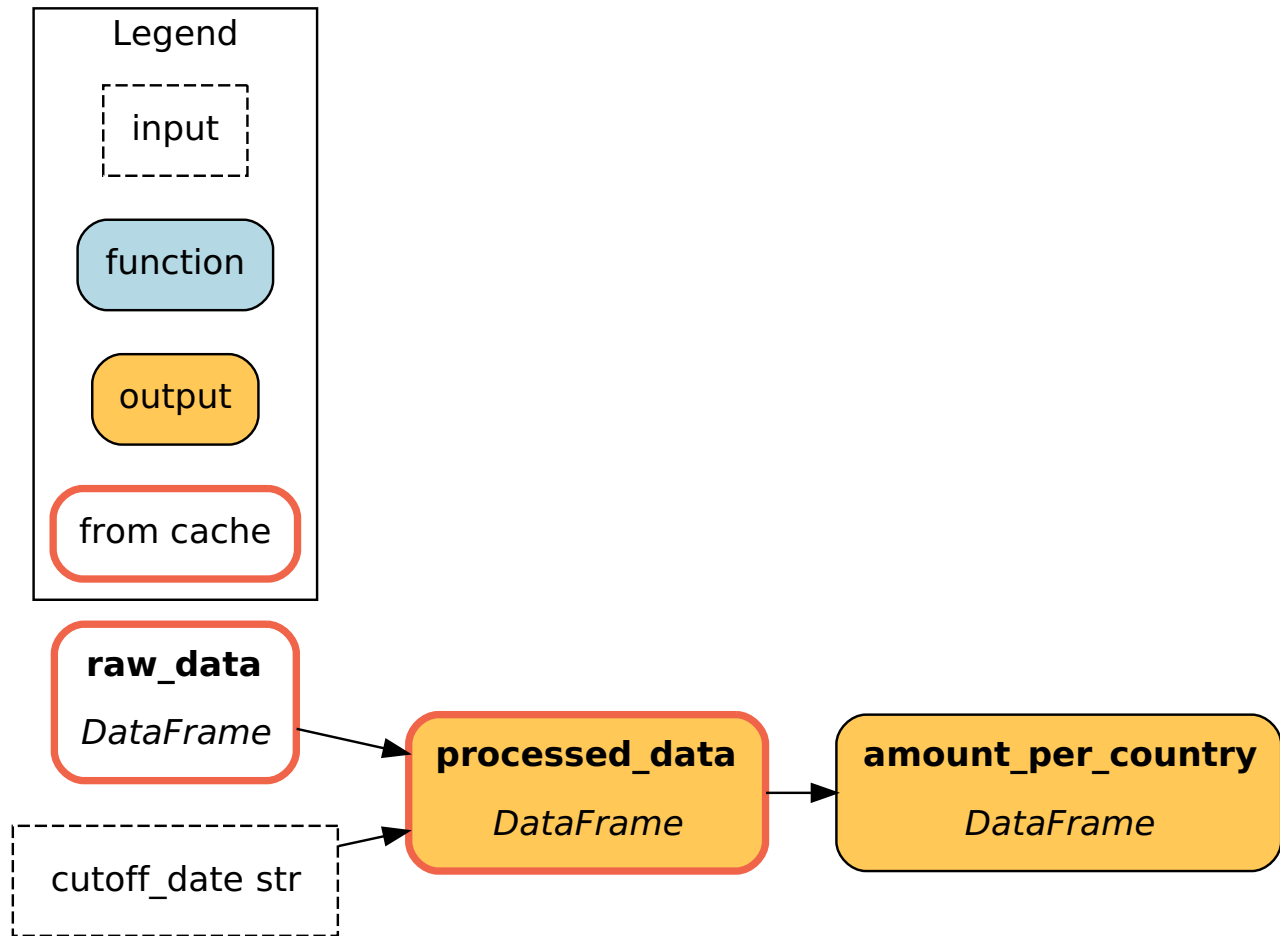 Legend
input
function
output
from cache
raw_data
DataFrame
cutoff_date str
processed_data
DataFrame
amount_per_country
DataFrame